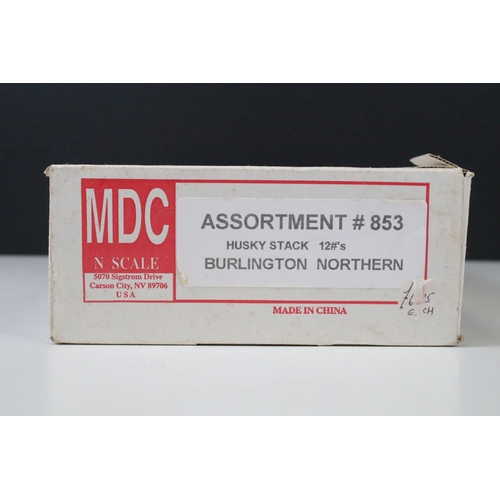 MDC
N SCALE
5070 Sigstrom Drive
Carson City, NV 89706
U S A
ASSORTMENT # 853
HUSKY STACK 12#'s
BURLINGTON NORTHERN
MADE IN CHINA